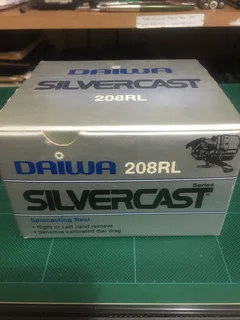 DAIWA
SILVERCAST
208RL
DAIWA 208RL
Series
SILVERCAST
Spincasting Reel
• Right or Left hand retrieve
• Sensitive calibrated dial drag